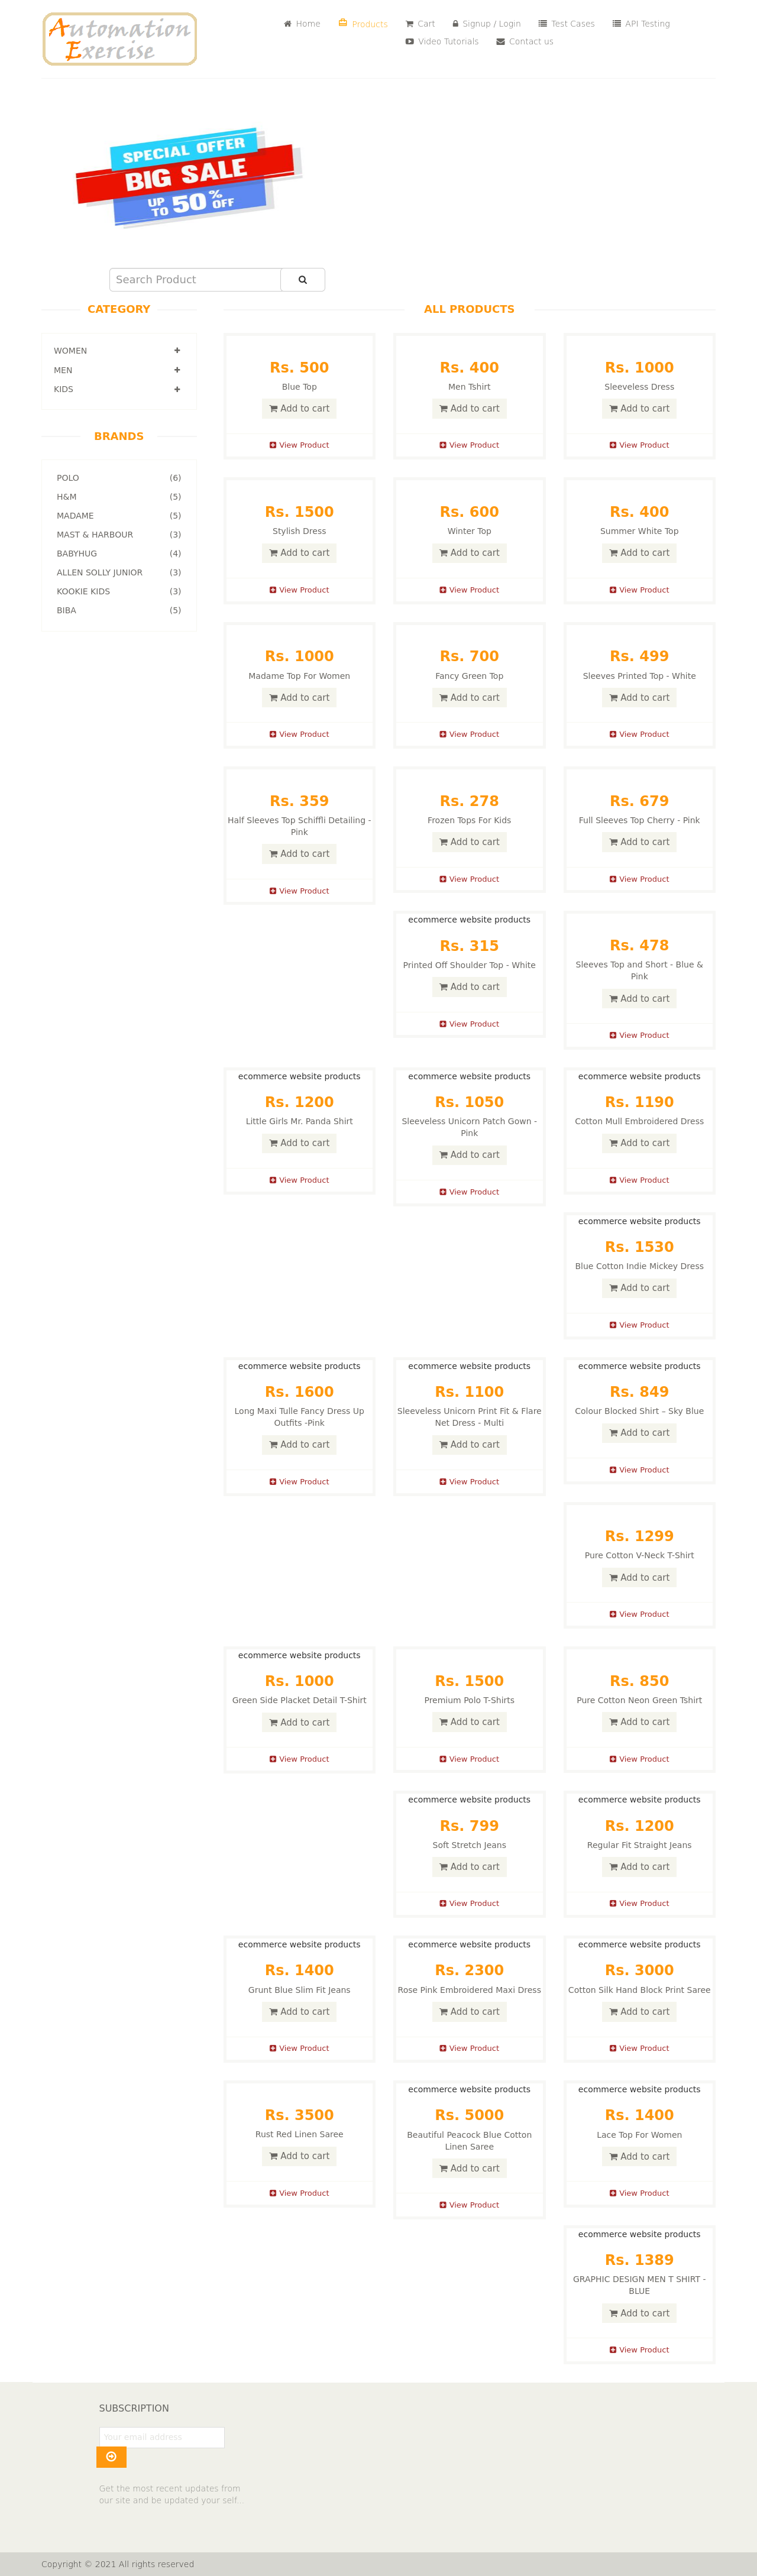 Automation
Exercise
Home
Products
Cart
Signup / Login
Test Cases
API Testing
Video Tutorials
Contact us
SPECIAL OFFER
BIG SALE
UP TO 50% OFF
Search Product
CATEGORY
WOMEN
MEN
KIDS
BRANDS
POLO (6)
H&M (5)
MADAME (5)
MAST & HARBOUR (3)
BABYHUG (4)
ALLEN SOLLY JUNIOR (3)
KOOKIE KIDS (3)
BIBA (5)
ALL PRODUCTS
Rs. 500
Blue Top
Add to cart
View Product
Rs. 400
Men Tshirt
Add to cart
View Product
Rs. 1000
Sleeveless Dress
Add to cart
View Product
Rs. 1500
Stylish Dress
Add to cart
View Product
Rs. 600
Winter Top
Add to cart
View Product
Rs. 400
Summer White Top
Add to cart
View Product
Rs. 1000
Madame Top For Women
Add to cart
View Product
Rs. 700
Fancy Green Top
Add to cart
View Product
Rs. 499
Sleeves Printed Top - White
Add to cart
View Product
Rs. 359
Half Sleeves Top Schiffli Detailing -
Pink
Add to cart
View Product
Rs. 278
Frozen Tops For Kids
Add to cart
View Product
Rs. 679
Full Sleeves Top Cherry - Pink
Add to cart
View Product
ecommerce website products
Rs. 315
Printed Off Shoulder Top - White
Add to cart
View Product
Rs. 478
Sleeves Top and Short - Blue &
Pink
Add to cart
View Product
ecommerce website products
Rs. 1200
Little Girls Mr. Panda Shirt
Add to cart
View Product
ecommerce website products
Rs. 1050
Sleeveless Unicorn Patch Gown -
Pink
Add to cart
View Product
ecommerce website products
Rs. 1190
Cotton Mull Embroidered Dress
Add to cart
View Product
ecommerce website products
Rs. 1530
Blue Cotton Indie Mickey Dress
Add to cart
View Product
ecommerce website products
Rs. 1600
Long Maxi Tulle Fancy Dress Up
Outfits -Pink
Add to cart
View Product
ecommerce website products
Rs. 1100
Sleeveless Unicorn Print Fit & Flare
Net Dress - Multi
Add to cart
View Product
ecommerce website products
Rs. 849
Colour Blocked Shirt – Sky Blue
Add to cart
View Product
Rs. 1299
Pure Cotton V-Neck T-Shirt
Add to cart
View Product
ecommerce website products
Rs. 1000
Green Side Placket Detail T-Shirt
Add to cart
View Product
Rs. 1500
Premium Polo T-Shirts
Add to cart
View Product
Rs. 850
Pure Cotton Neon Green Tshirt
Add to cart
View Product
ecommerce website products
Rs. 799
Soft Stretch Jeans
Add to cart
View Product
ecommerce website products
Rs. 1200
Regular Fit Straight Jeans
Add to cart
View Product
ecommerce website products
Rs. 1400
Grunt Blue Slim Fit Jeans
Add to cart
View Product
ecommerce website products
Rs. 2300
Rose Pink Embroidered Maxi Dress
Add to cart
View Product
ecommerce website products
Rs. 3000
Cotton Silk Hand Block Print Saree
Add to cart
View Product
Rs. 3500
Rust Red Linen Saree
Add to cart
View Product
ecommerce website products
Rs. 5000
Beautiful Peacock Blue Cotton
Linen Saree
Add to cart
View Product
ecommerce website products
Rs. 1400
Lace Top For Women
Add to cart
View Product
ecommerce website products
Rs. 1389
GRAPHIC DESIGN MEN T SHIRT -
BLUE
Add to cart
View Product
SUBSCRIPTION
Your email address
Get the most recent updates from
our site and be updated your self...
Copyright © 2021 All rights reserved